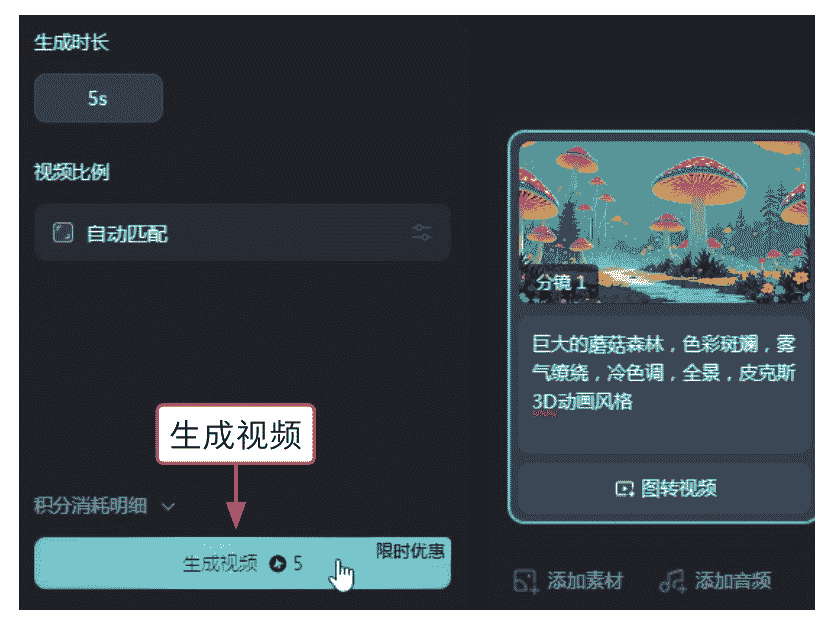 生成时长
5s
视频比例
自动匹配
生成视频
积分消耗明细
生成视频 5
限时优惠
分镜 1
巨大的蘑菇森林，色彩斑斓，雾
气缭绕，冷色调，全景，皮克斯
3D动画风格
图转视频
添加素材
添加音频